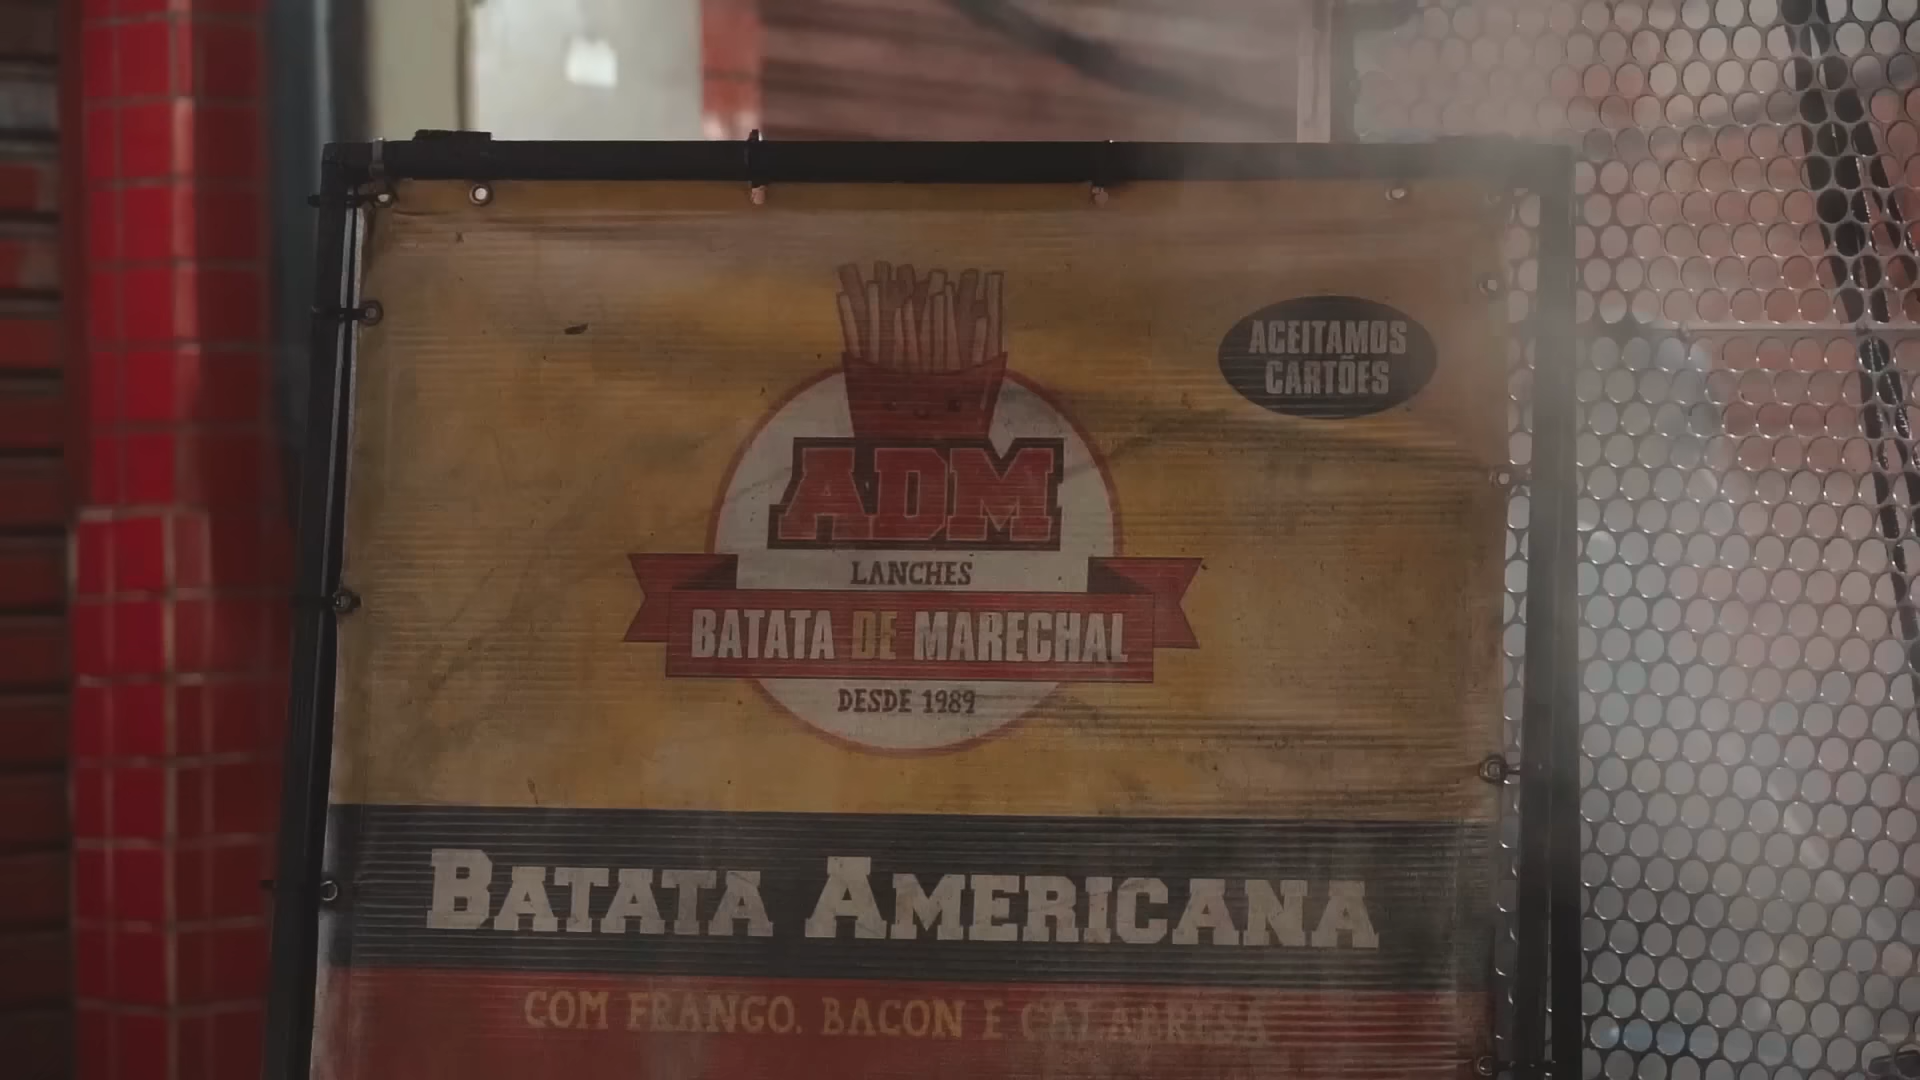 ACEITAMOS
CARTÕES
ADM
LANCHES
BATATA DE MARECHAL
DESDE 1989
BATATA AMERICANA
COM FRANGO, BACON E CALABRESA